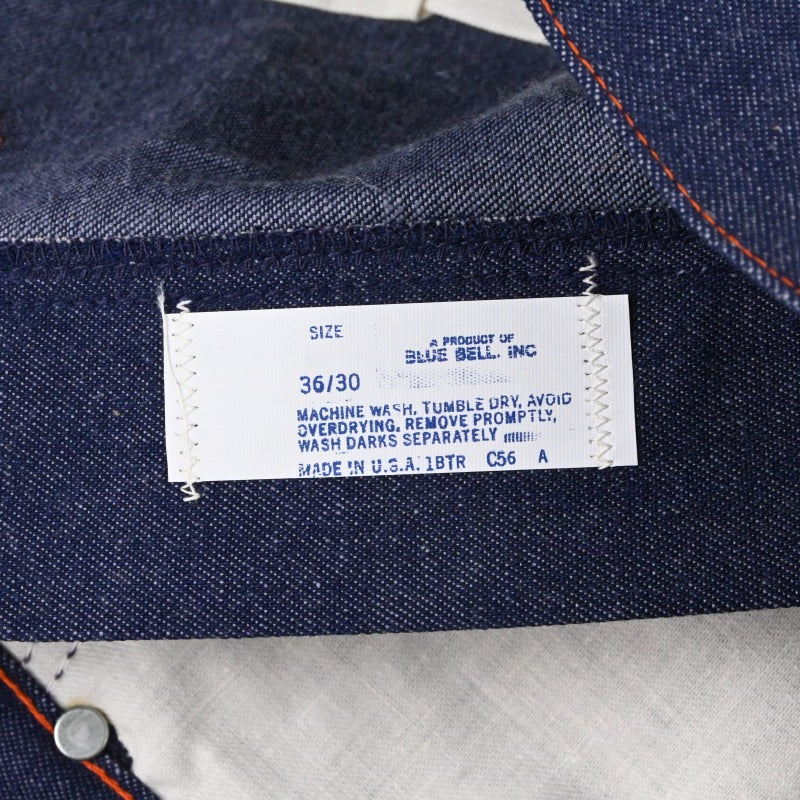 SIZE
A PRODUCT OF
BLUE BELL. INC
36/30
MACHINE WASH, TUMBLE DRY, AVOID
OVERDRYING, REMOVE PROMPTLY,
WASH DARKS SEPARATELY
MADE IN U.S.A. 1BTR C56 A